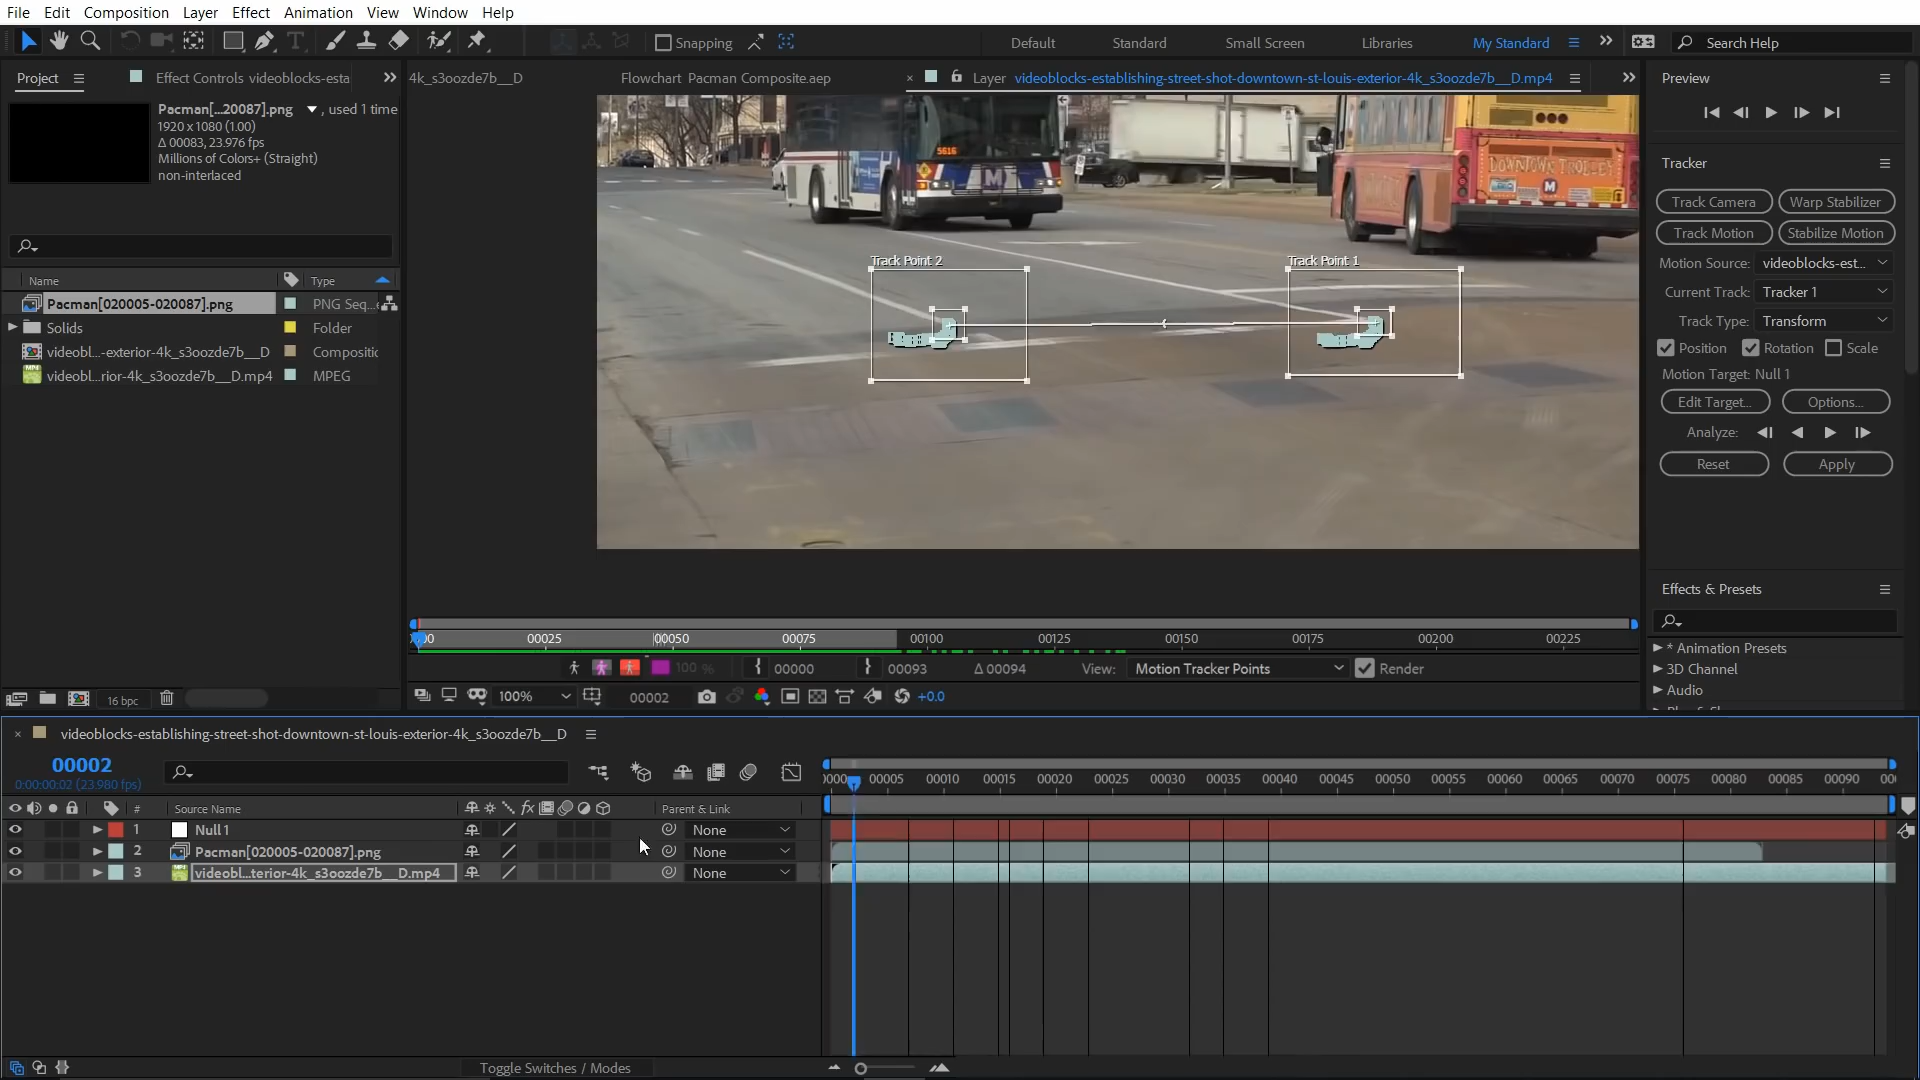 File Edit Composition Layer Effect Animation View Window Help
Snapping
Default Standard Small Screen Libraries My Standard Search Help
Project Effect Controls videoblocks-esta
4k_s3oozde7b__D Flowchart Pacman Composite.aep Layer videoblocks-establishing-street-shot-downtown-st-louis-exterior-4k_s3oozde7b__D.mp4
Pacman[...20087].png , used 1 time
1920 x 1080 (1.00)
Δ 00083, 23.976 fps
Millions of Colors+ (Straight)
non-interlaced
Name Type
Pacman[020005-020087].png PNG Seq...
Solids Folder
videobl...-exterior-4k_s3oozde7b__D Compositic
videobl...rior-4k_s3oozde7b__D.mp4 MPEG
16 bpc
5616
M
DOWNTOWN TROLLEY
M
Track Point 2
Track Point 1
00025 00050 00075 00100 00125 00150 00175 00200 00225
100 % 00000 00093 Δ 00094 View: Motion Tracker Points Render
100% 00002 +0.0
Preview
Tracker
Track Camera Warp Stabilizer
Track Motion Stabilize Motion
Motion Source: videoblocks-est...
Current Track: Tracker 1
Track Type: Transform
Position Rotation Scale
Motion Target: Null 1
Edit Target... Options...
Analyze:
Reset Apply
Effects & Presets
* Animation Presets
3D Channel
Audio
videoblocks-establishing-street-shot-downtown-st-louis-exterior-4k_s3oozde7b__D
00002
0:00:00:02 (23.980 fps)
00005 00010 00015 00020 00025 00030 00035 00040 00045 00050 00055 00060 00065 00070 00075 00080 00085 00090
# Source Name fx Parent & Link
1 Null 1 None
2 Pacman[020005-020087].png None
3 videobl...terior-4k_s3oozde7b__D.mp4 None
Toggle Switches / Modes